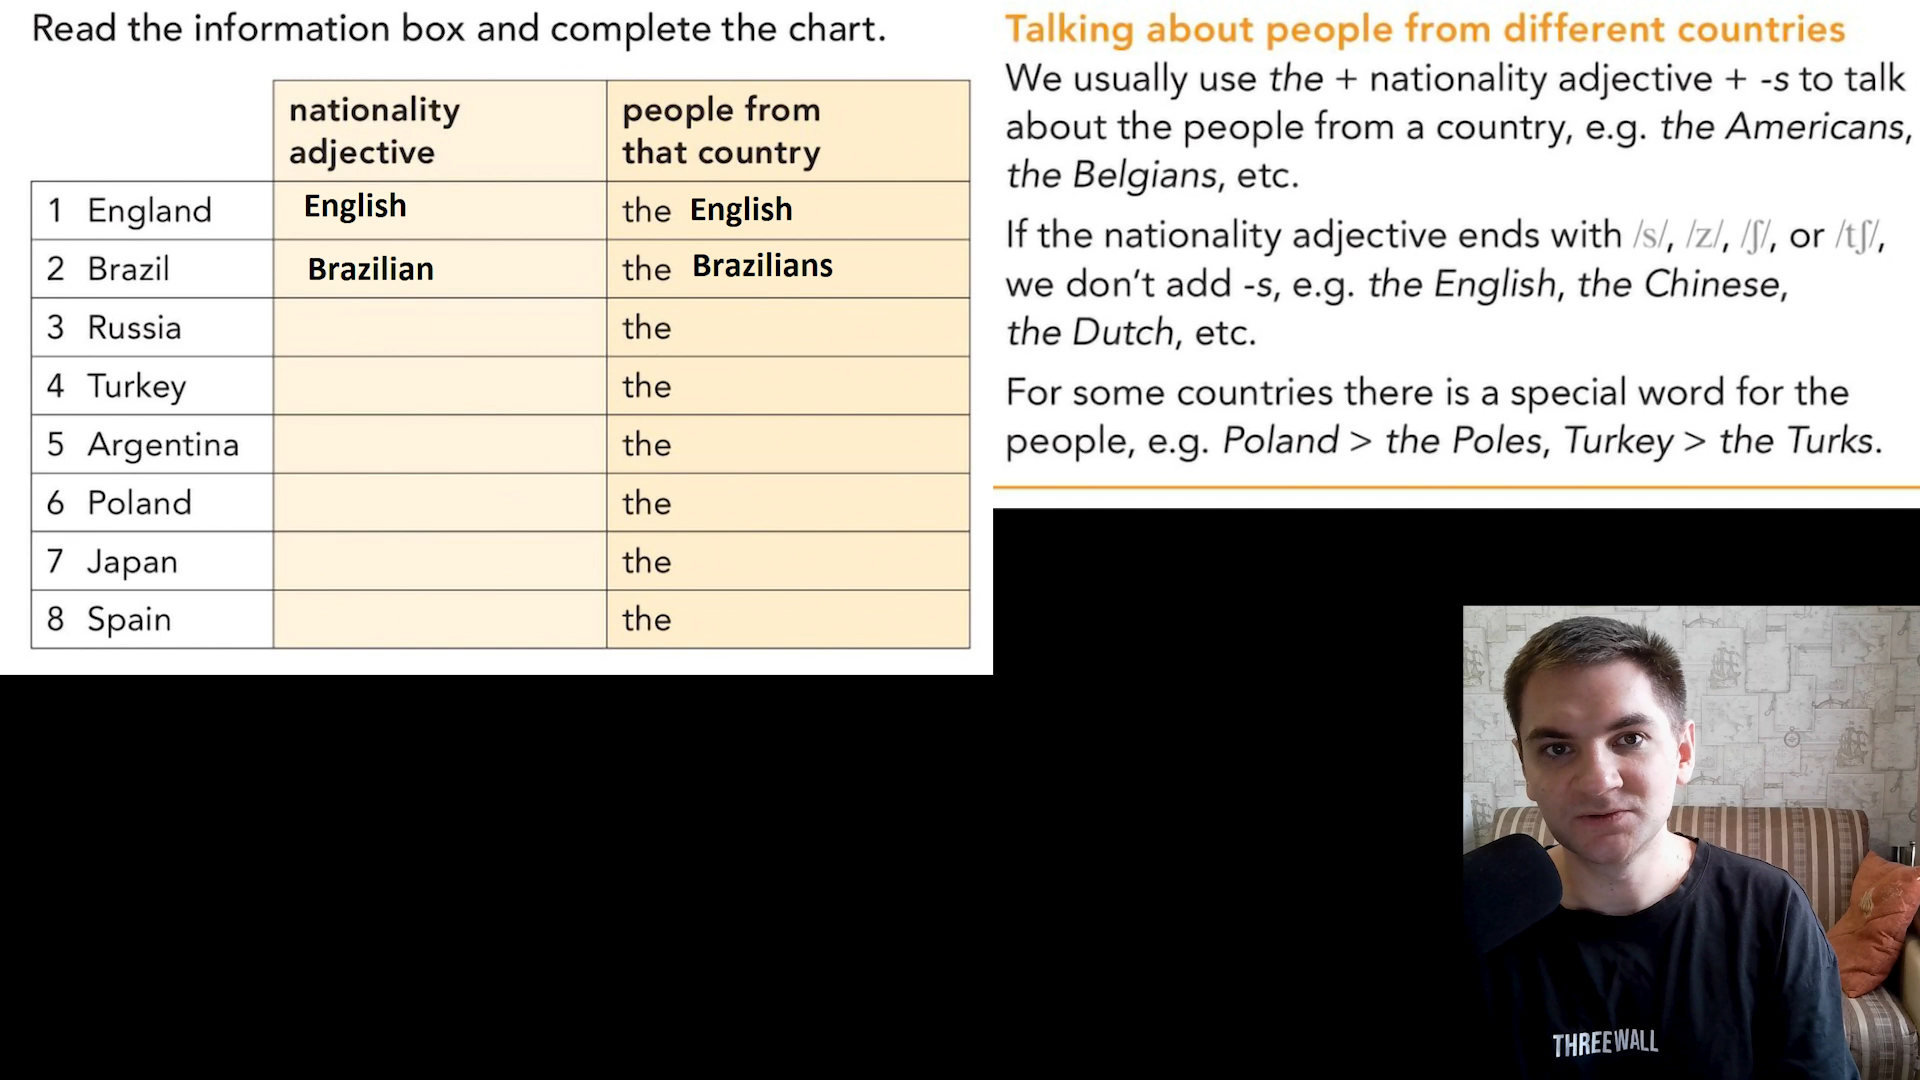 Read the information box and complete the chart.
nationality adjective
people from that country
1 England English the English
2 Brazil Brazilian the Brazilians
3 Russia the
4 Turkey the
5 Argentina the
6 Poland the
7 Japan the
8 Spain the
Talking about people from different countries
We usually use the + nationality adjective + -s to talk
about the people from a country, e.g. the Americans,
the Belgians, etc.
If the nationality adjective ends with /s/, /z/, /ʃ/, or /tʃ/,
we don't add -s, e.g. the English, the Chinese,
the Dutch, etc.
For some countries there is a special word for the
people, e.g. Poland > the Poles, Turkey > the Turks.
THREEWALL